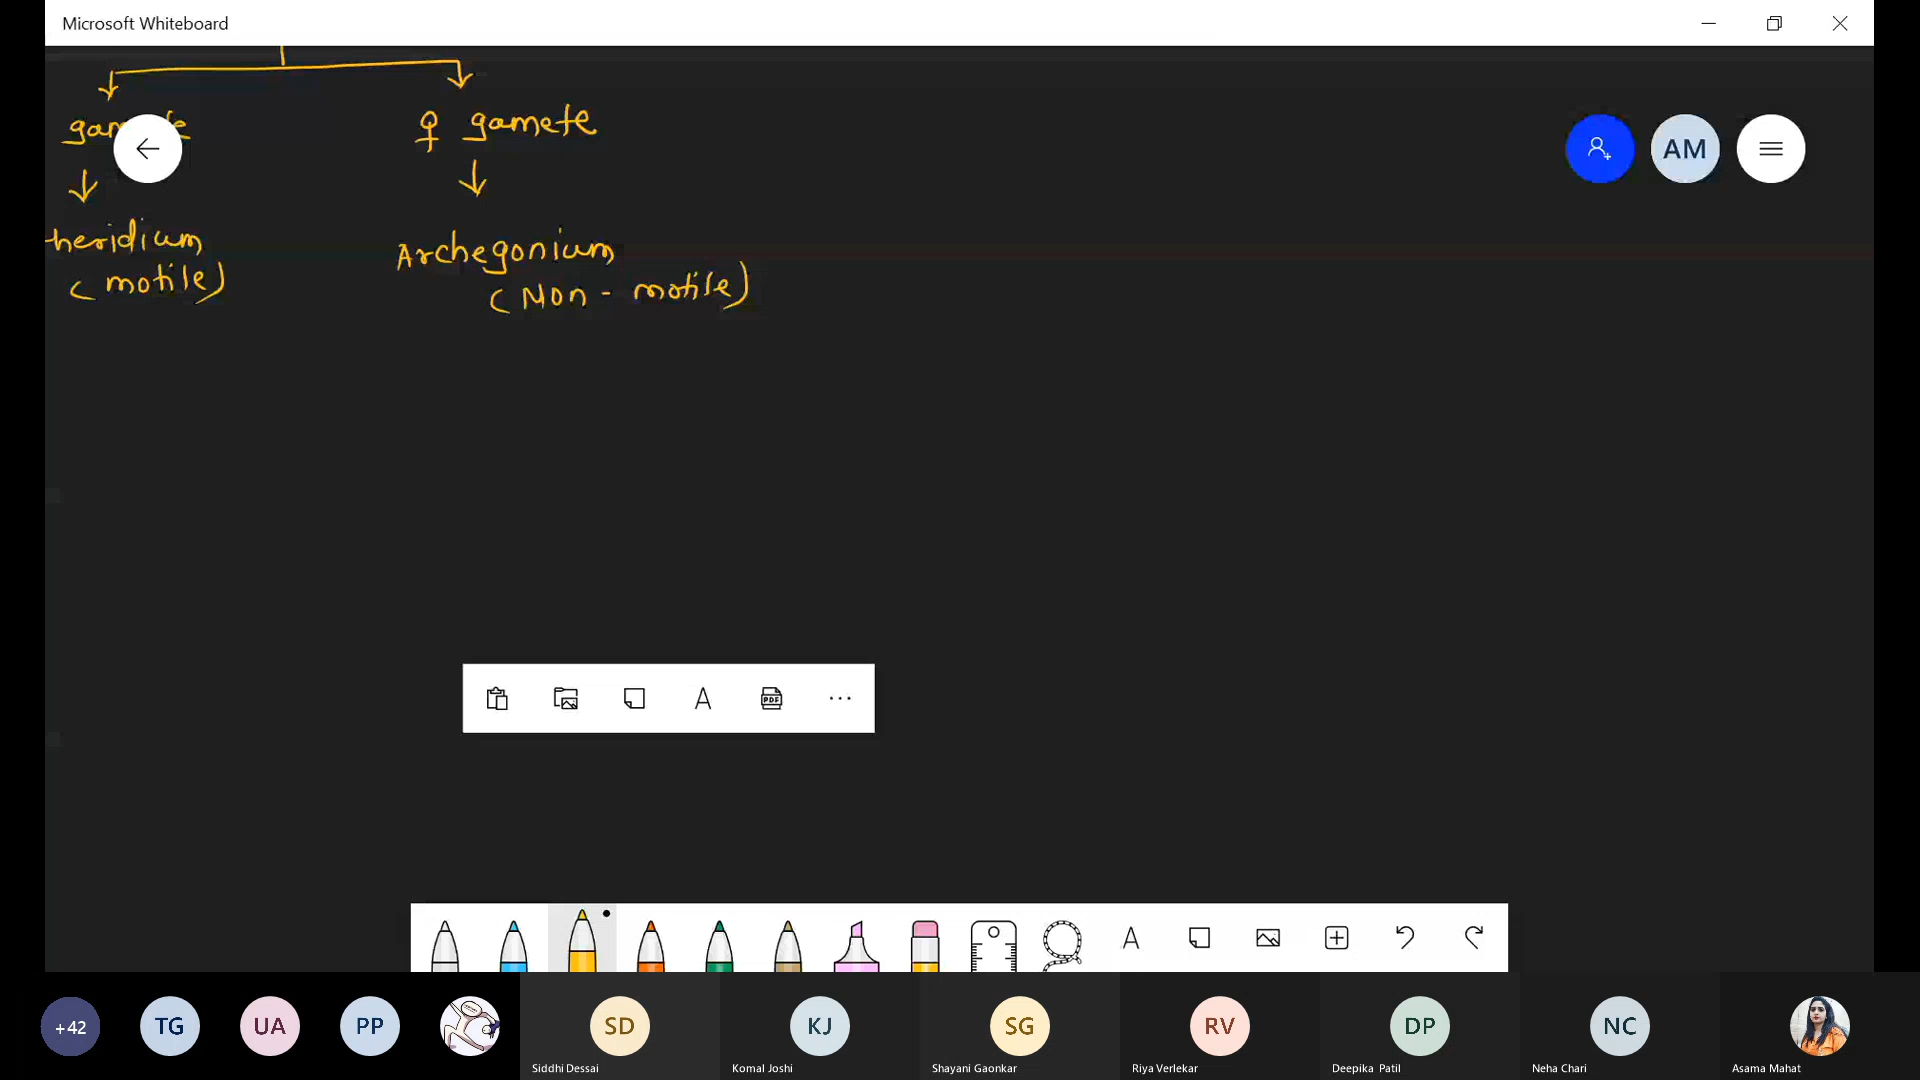 Microsoft Whiteboard
♀ gamete
heridium
Archegonium
(motile)
(Non - motile)
AM
A
PDF
A
+42
TG
UA
PP
SD
KJ
SG
RV
DP
NC
Siddhi Dessai
Komal Joshi
Shayani Gaonkar
Riya Verlekar
Deepika Patil
Neha Chari
Asama Mahat